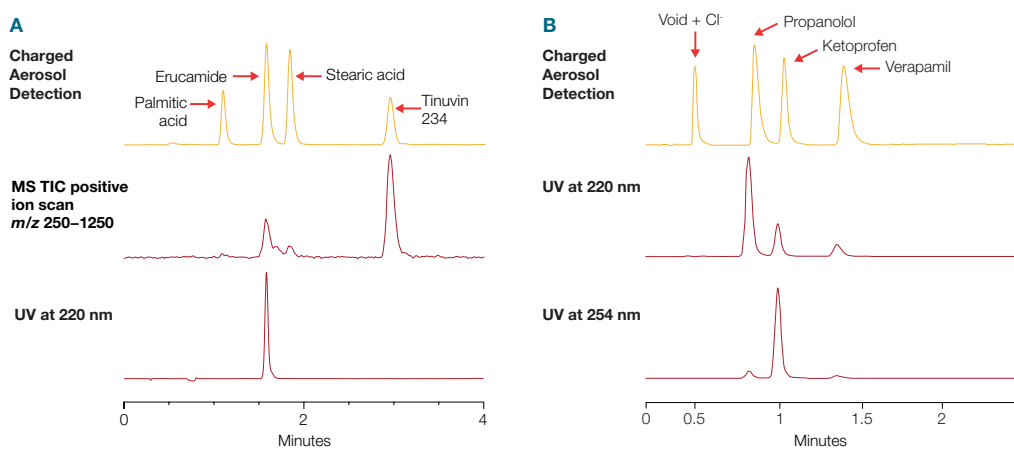 A
Charged
Aerosol
Detection
Erucamide
Stearic acid
Palmitic
acid
Tinuvin
234
MS TIC positive
ion scan
m/z 250–1250
UV at 220 nm
0
2
4
Minutes
B
Charged
Aerosol
Detection
Void + Cl-
Propanolol
Ketoprofen
Verapamil
UV at 220 nm
UV at 254 nm
0
0.5
1
1.5
2
Minutes